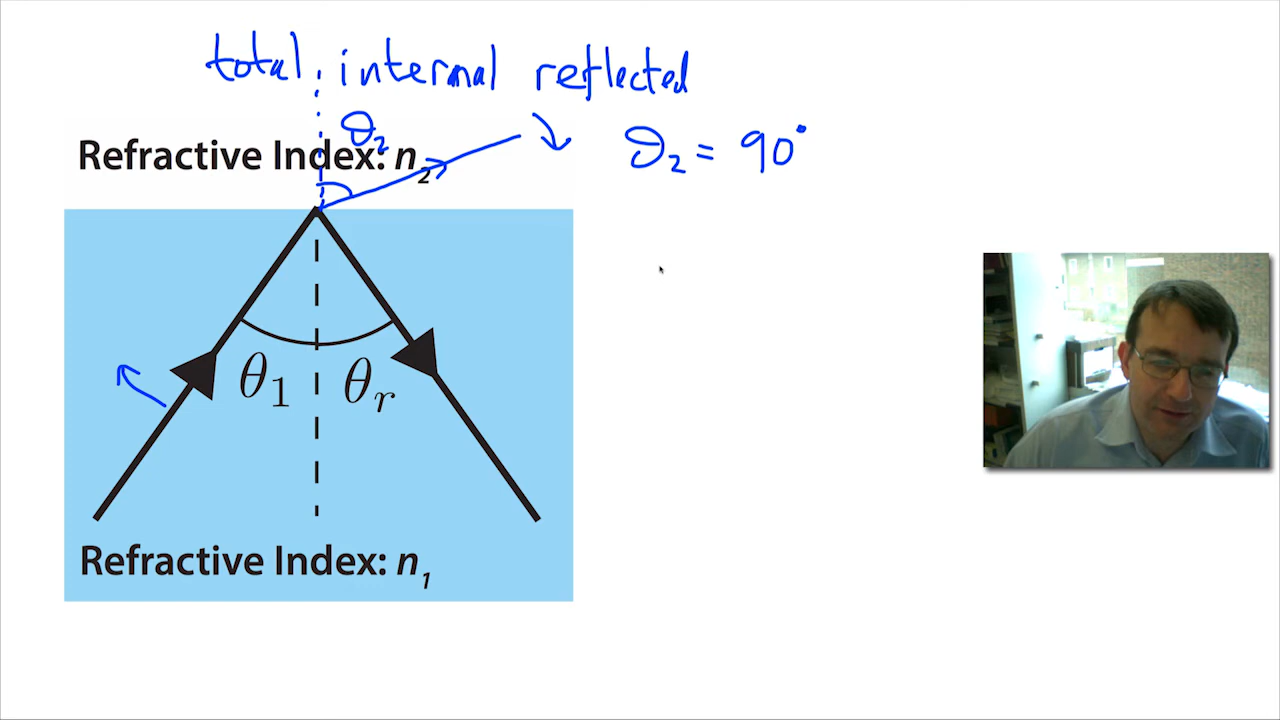 total internal reflected
θ₂
θ₂ = 90°
Refractive Index: n₂
θ₁
θᵣ
Refractive Index: n₁